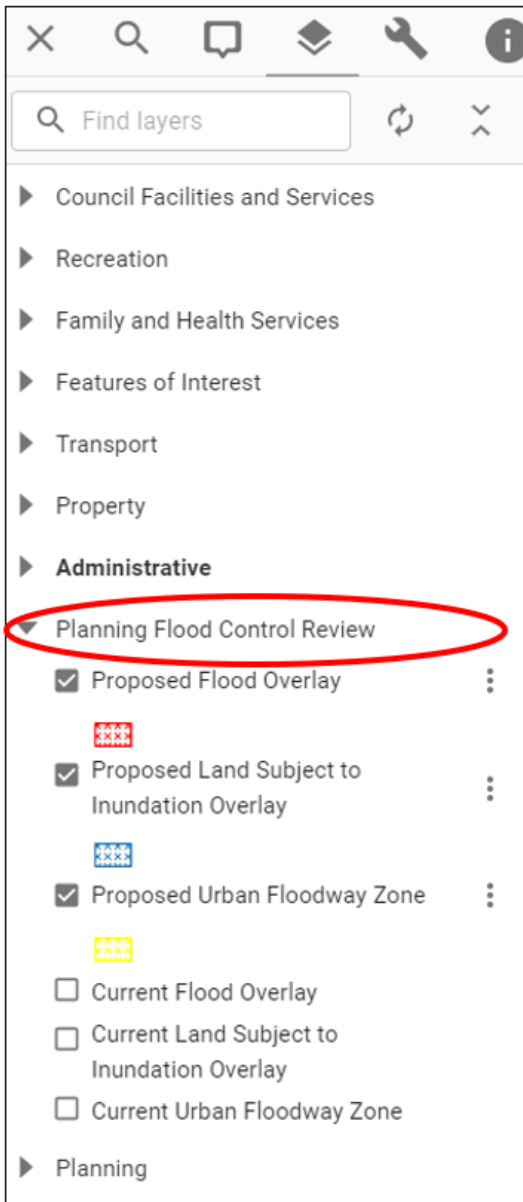 i
Find layers
Council Facilities and Services
Recreation
Family and Health Services
Features of Interest
Transport
Property
Administrative
Planning Flood Control Review
Proposed Flood Overlay
Proposed Land Subject to
Inundation Overlay
Proposed Urban Floodway Zone
Current Flood Overlay
Current Land Subject to
Inundation Overlay
Current Urban Floodway Zone
Planning